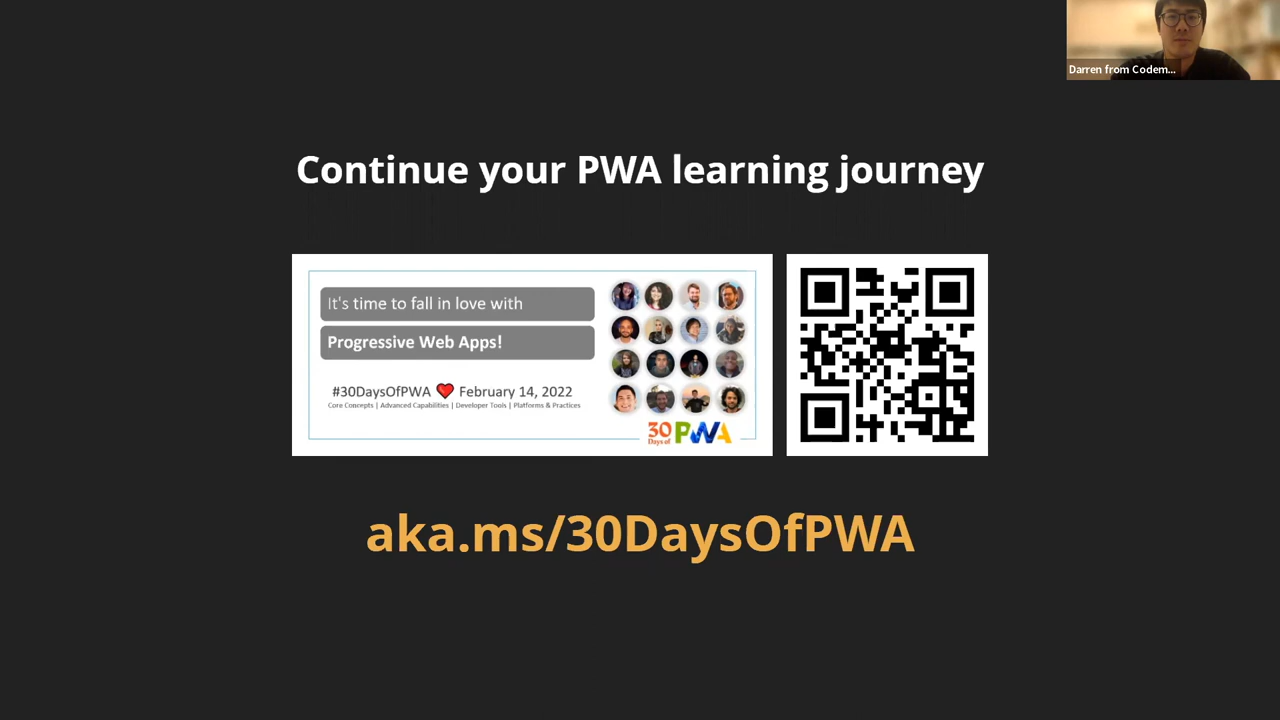 Darren from Codem...
Continue your PWA learning journey
It's time to fall in love with
Progressive Web Apps!
#30DaysOfPWA ❤️ February 14, 2022
Core Concepts | Advanced Capabilities | Developer Tools | Platforms & Practices
30 Days of PWA
aka.ms/30DaysOfPWA